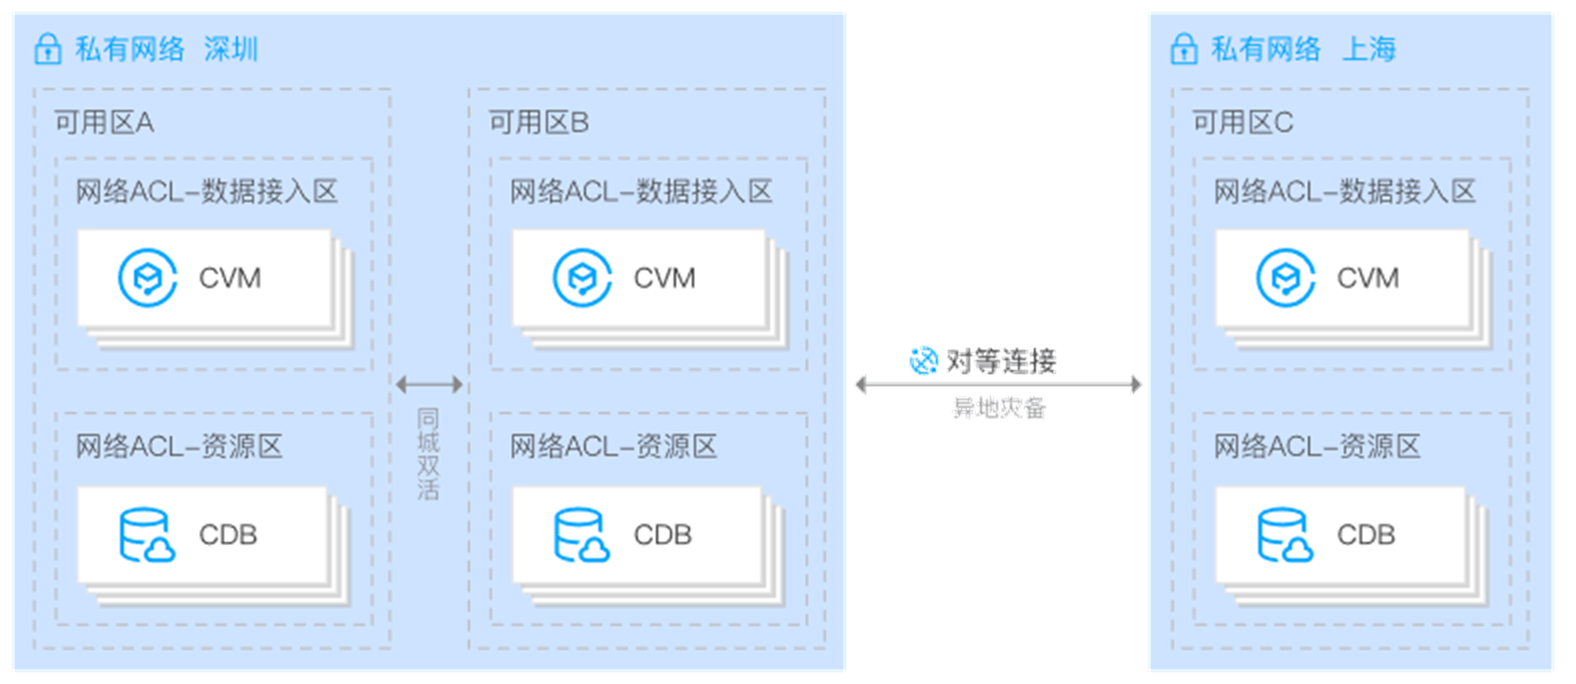 私有网络 深圳
可用区A
网络ACL-数据接入区
CVM
网络ACL-资源区
CDB
同城双活
可用区B
网络ACL-数据接入区
CVM
网络ACL-资源区
CDB
对等连接
异地灾备
私有网络 上海
可用区C
网络ACL-数据接入区
CVM
网络ACL-资源区
CDB